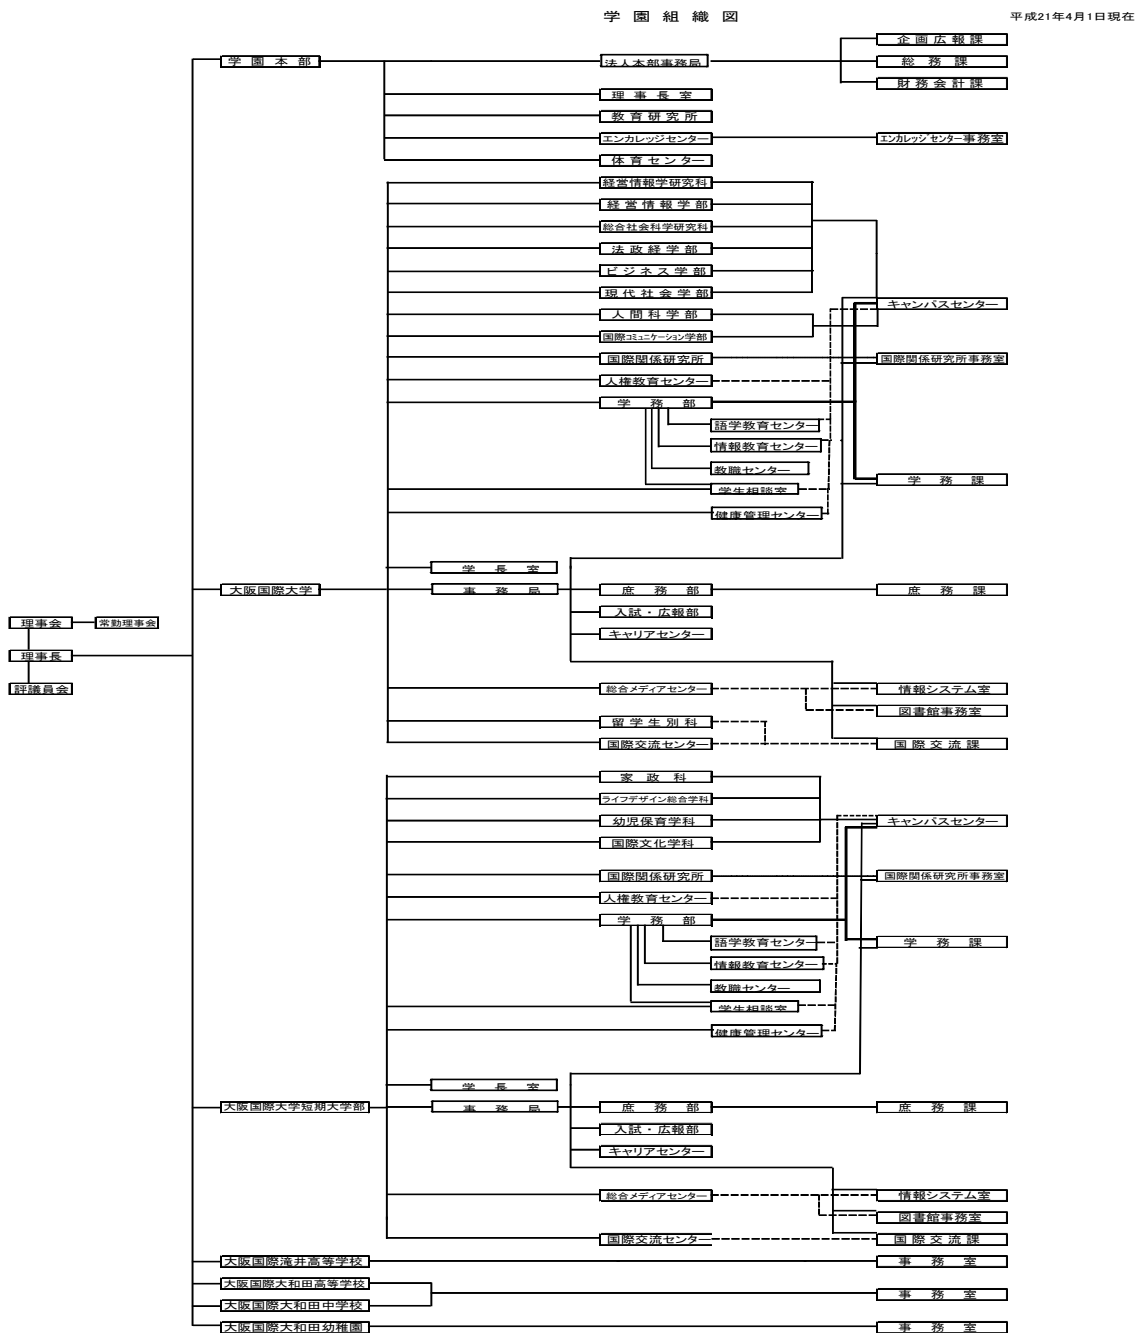 学園組織図 平成21年4月1日現在
企画広報課
学園本部 法人本部事務局 総務課
財務会計課
理事長室
教育研究所
エンカレッジセンター エンカレッジセンター事務室
体育センター
経営情報学研究科
経営情報学部
総合社会科学研究科
法政経学部
ビジネス学部
現代社会学部
キャンパスセンター
人間科学部
国際コミュニケーション学部
国際関係研究所 国際関係研究所事務室
人権教育センター
学務部
語学教育センター
情報教育センター
教職センター
学務課
学生相談室
健康管理センター
学長室
大阪国際大学 事務局 庶務部 庶務課
入試・広報部
理事会 常勤理事会
キャリアセンター
理事長
評議員会 総合メディアセンター 情報システム室
図書館事務室
留学生別科
国際交流センター 国際交流課
家政科
ライフデザイン総合学科
幼児保育学科 キャンパスセンター
国際文化学科
国際関係研究所 国際関係研究所事務室
人権教育センター
学務部
語学教育センター 学務課
情報教育センター
教職センター
学生相談室
健康管理センター
学長室
大阪国際大学短期大学部 事務局 庶務部 庶務課
入試・広報部
キャリアセンター
総合メディアセンター 情報システム室
図書館事務室
国際交流センター 国際交流課
大阪国際滝井高等学校 事務室
大阪国際大和田高等学校
事務室
大阪国際大和田中学校
大阪国際大和田幼稚園 事務室